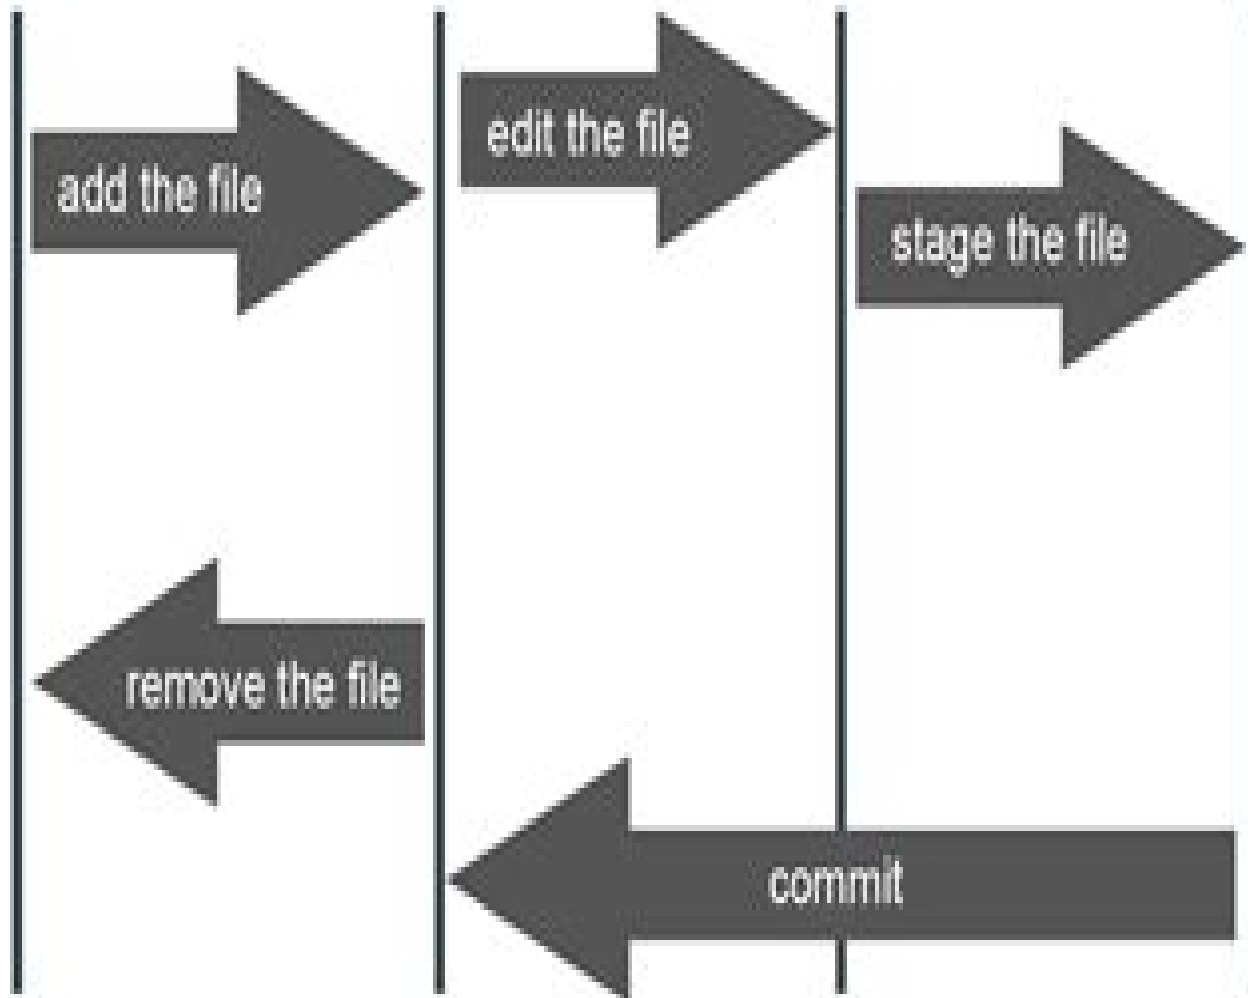 add the file
edit the file
stage the file
remove the file
commit